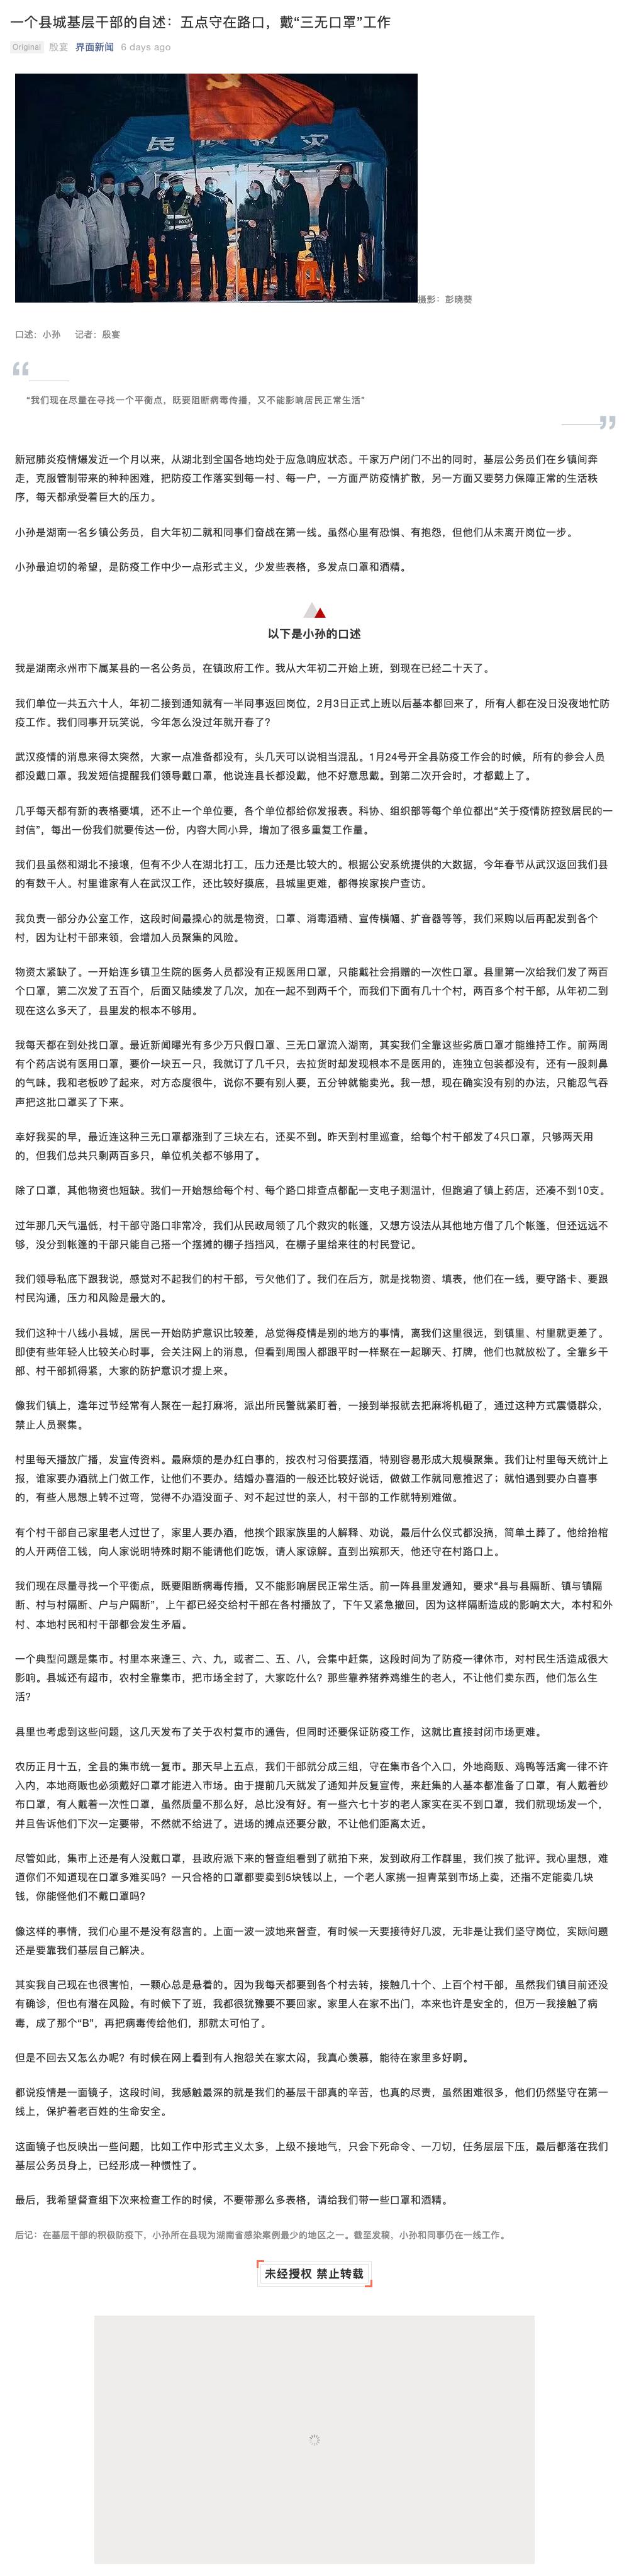 一个县城基层干部的自述：五点守在路口，戴“三无口罩”工作
Original 殷宴 界面新闻 6 days ago
民政救灾
POLICE
摄影：彭晓葵
口述：小孙 记者：殷宴
“我们现在尽量在寻找一个平衡点，既要阻断病毒传播，又不能影响居民正常生活”
新冠肺炎疫情爆发近一个月以来，从湖北到全国各地均处于应急响应状态。千家万户闭门不出的同时，基层公务员们在乡镇间奔
走，克服管制带来的种种困难，把防疫工作落实到每一村、每一户，一方面严防疫情扩散，另一方面又要努力保障正常的生活秩
序，每天都承受着巨大的压力。
小孙是湖南一名乡镇公务员，自大年初二就和同事们奋战在第一线。虽然心里有恐惧、有抱怨，但他们从未离开岗位一步。
小孙最迫切的希望，是防疫工作中少一点形式主义，少发些表格，多发点口罩和酒精。
以下是小孙的口述
我是湖南永州市下属某县的一名公务员，在镇政府工作。我从大年初二开始上班，到现在已经二十天了。
我们单位一共五六十人，年初二接到通知就有一半同事返回岗位，2月3日正式上班以后基本都回来了，所有人都在没日没夜地忙防
疫工作。我们同事开玩笑说，今年怎么没过年就开春了？
武汉疫情的消息来得太突然，大家一点准备都没有，头几天可以说相当混乱。1月24号开全县防疫工作会的时候，所有的参会人员
都没戴口罩。我发短信提醒我们领导戴口罩，他说连县长都没戴，他不好意思戴。到第二次开会时，才都戴上了。
几乎每天都有新的表格要填，还不止一个单位要，各个单位都给你发报表。科协、组织部等每个单位都出“关于疫情防控致居民的一
封信”，每出一份我们就要传达一份，内容大同小异，增加了很多重复工作量。
我们县虽然和湖北不接壤，但有不少人在湖北打工，压力还是比较大的。根据公安系统提供的大数据，今年春节从武汉返回我们县
的有数千人。村里谁家有人在武汉工作，还比较好摸底，县城里更难，都得挨家挨户查访。
我负责一部分办公室工作，这段时间最操心的就是物资，口罩、消毒酒精、宣传横幅、扩音器等等，我们采购以后再配发到各个
村，因为让村干部来领，会增加人员聚集的风险。
物资太紧缺了。一开始连乡镇卫生院的医务人员都没有正规医用口罩，只能戴社会捐赠的一次性口罩。县里第一次给我们发了两百
个口罩，第二次发了五百个，后面又陆续发了几次，加在一起不到两千个，而我们下面有几十个村，两百多个村干部，从年初二到
现在这么多天了，县里发的根本不够用。
我每天都在到处找口罩。最近新闻曝光有多少万只假口罩、三无口罩流入湖南，其实我们全靠这些劣质口罩才能维持工作。前两周
有个药店说有医用口罩，要价一块五一只，我就订了几千只，去拉货时却发现根本不是医用的，连独立包装都没有，还有一股刺鼻
的气味。我和老板吵了起来，对方态度很牛，说你不要有别人要，五分钟就能卖光。我一想，现在确实没有别的办法，只能忍气吞
声把这批口罩买了下来。
幸好我买的早，最近连这种三无口罩都涨到了三块左右，还买不到。昨天到村里巡查，给每个村干部发了4只口罩，只够两天用
的，但我们总共只剩两百多只，单位机关都不够用了。
除了口罩，其他物资也短缺。我们一开始想给每个村、每个路口排查点都配一支电子测温计，但跑遍了镇上药店，还凑不到10支。
过年那几天气温低，村干部守路口非常冷，我们从民政局领了几个救灾的帐篷，又想方设法从其他地方借了几个帐篷，但还远远不
够，没分到帐篷的干部只能自己搭一个摆摊的棚子挡挡风，在棚子里给来往的村民登记。
我们领导私底下跟我说，感觉对不起我们的村干部，亏欠他们了。我们在后方，就是找物资、填表，他们在一线，要守路卡、要跟
村民沟通，压力和风险是最大的。
我们这种十八线小县城，居民一开始防护意识比较差，总觉得疫情是别的地方的事情，离我们这里很远，到镇里、村里就更差了。
即使有些年轻人比较关心时事，会关注网上的消息，但看到周围人都跟平时一样聚在一起聊天、打牌，他们也就放松了。全靠乡干
部、村干部抓得紧，大家的防护意识才提上来。
像我们镇上，逢年过节经常有人聚在一起打麻将，派出所民警就紧盯着，一接到举报就去把麻将机砸了，通过这种方式震慑群众，
禁止人员聚集。
村里每天播放广播，发宣传资料。最麻烦的是办红白事的，按农村习俗要摆酒，特别容易形成大规模聚集。我们让村里每天统计上
报，谁家要办酒就上门做工作，让他们不要办。结婚办喜酒的一般还比较好说话，做做工作就同意推迟了；就怕遇到要办白喜事
的，有些人思想上转不过弯，觉得不办酒没面子、对不起过世的亲人，村干部的工作就特别难做。
有个村干部自己家里老人过世了，家里人要办酒，他挨个跟家族里的人解释、劝说，最后什么仪式都没搞，简单土葬了。他给抬棺
的人开两倍工钱，向人家说明特殊时期不能请他们吃饭，请人家谅解。直到出殡那天，他还守在村路口上。
我们现在尽量寻找一个平衡点，既要阻断病毒传播，又不能影响居民正常生活。前一阵县里发通知，要求“县与县隔断、镇与镇隔
断、村与村隔断、户与户隔断”，上午都已经交给村干部在各村播放了，下午又紧急撤回，因为这样隔断造成的影响太大，本村和外
村、本地村民和村干部都会发生矛盾。
一个典型问题是集市。村里本来逢三、六、九，或者二、五、八，会集中赶集，这段时间为了防疫一律休市，对村民生活造成很大
影响。县城还有超市，农村全靠集市，把市场全封了，大家吃什么？那些靠养猪养鸡维生的老人，不让他们卖东西，他们怎么生
活？
县里也考虑到这些问题，这几天发布了关于农村复市的通告，但同时还要保证防疫工作，这就比直接封闭市场更难。
农历正月十五，全县的集市统一复市。那天早上五点，我们干部就分成三组，守在集市各个入口，外地商贩、鸡鸭等活禽一律不许
入内，本地商贩也必须戴好口罩才能进入市场。由于提前几天就发了通知并反复宣传，来赶集的人基本都准备了口罩，有人戴着纱
布口罩，有人戴着一次性口罩，虽然质量不那么好，总比没有好。有一些六七十岁的老人家实在买不到口罩，我们就现场发一个，
并且告诉他们下次一定要带，不然就不给进了。进场的摊点还要分散，不让他们距离太近。
尽管如此，集市上还是有人没戴口罩，县政府派下来的督查组看到了就拍下来，发到政府工作群里，我们挨了批评。我心里想，难
道你们不知道现在口罩多难买吗？一只合格的口罩都要卖到5块钱以上，一个老人家挑一担青菜到市场上卖，还指不定能卖几块
钱，你能怪他们不戴口罩吗？
像这样的事情，我们心里不是没有怨言的。上面一波一波地来督查，有时候一天要接待好几波，无非是让我们坚守岗位，实际问题
还是要靠我们基层自己解决。
其实我自己现在也很害怕，一颗心总是悬着的。因为我每天都要到各个村去转，接触几十个、上百个村干部，虽然我们镇目前还没
有确诊，但也有潜在风险。有时候下了班，我都很犹豫要不要回家。家里人在家不出门，本来也许是安全的，但万一我接触了病
毒，成了那个“B”，再把病毒传给他们，那就太可怕了。
但是不回去又怎么办呢？有时候在网上看到有人抱怨关在家太闷，我真心羡慕，能待在家里多好啊。
都说疫情是一面镜子，这段时间，我感触最深的就是我们的基层干部真的辛苦，也真的尽责，虽然困难很多，他们仍然坚守在第一
线上，保护着老百姓的生命安全。
这面镜子也反映出一些问题，比如工作中形式主义太多，上级不接地气，只会下死命令、一刀切，任务层层下压，最后都落在我们
基层公务员身上，已经形成一种惯性了。
最后，我希望督查组下次来检查工作的时候，不要带那么多表格，请给我们带一些口罩和酒精。
后记：在基层干部的积极防疫下，小孙所在县现为湖南省感染案例最少的地区之一。截至发稿，小孙和同事仍在一线工作。
未经授权 禁止转载